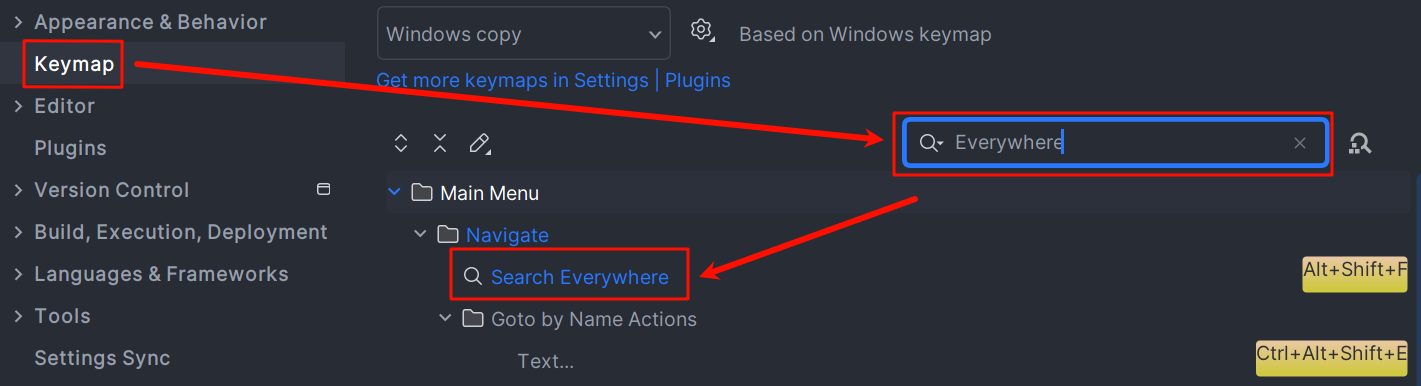 Appearance & Behavior
Keymap
Editor
Plugins
Version Control
Build, Execution, Deployment
Languages & Frameworks
Tools
Settings Sync
Windows copy
Based on Windows keymap
Get more keymaps in Settings | Plugins
Everywhere
Main Menu
Navigate
Search Everywhere
Alt+Shift+F
Goto by Name Actions
Text...
Ctrl+Alt+Shift+E